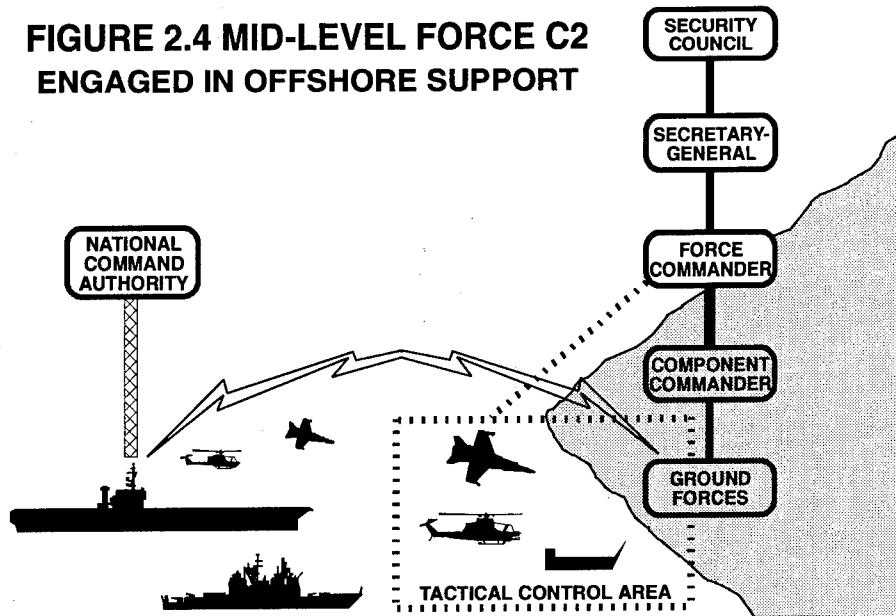 FIGURE 2.4 MID-LEVEL FORCE C2
ENGAGED IN OFFSHORE SUPPORT
SECURITY
COUNCIL
SECRETARY-
GENERAL
NATIONAL
COMMAND
AUTHORITY
FORCE
COMMANDER
COMPONENT
COMMANDER
GROUND
FORCES
TACTICAL CONTROL AREA